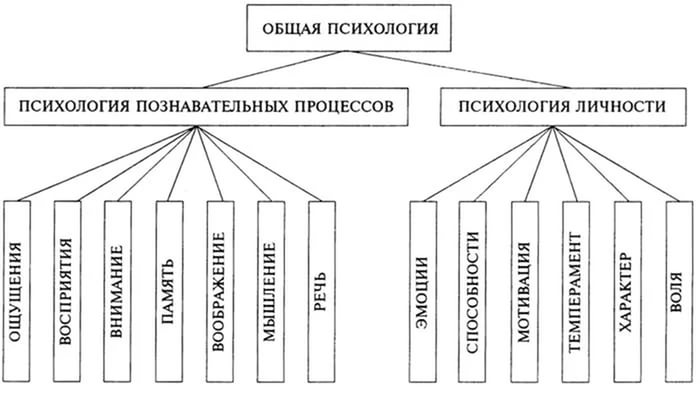 ОБЩАЯ ПСИХОЛОГИЯ
ПСИХОЛОГИЯ ПОЗНАВАТЕЛЬНЫХ ПРОЦЕССОВ
ПСИХОЛОГИЯ ЛИЧНОСТИ
ОЩУЩЕНИЯ
ВОСПРИЯТИЯ
ВНИМАНИЕ
ПАМЯТЬ
ВООБРАЖЕНИЕ
МЫШЛЕНИЕ
РЕЧЬ
ЭМОЦИИ
СПОСОБНОСТИ
МОТИВАЦИЯ
ТЕМПЕРАМЕНТ
ХАРАКТЕР
ВОЛЯ